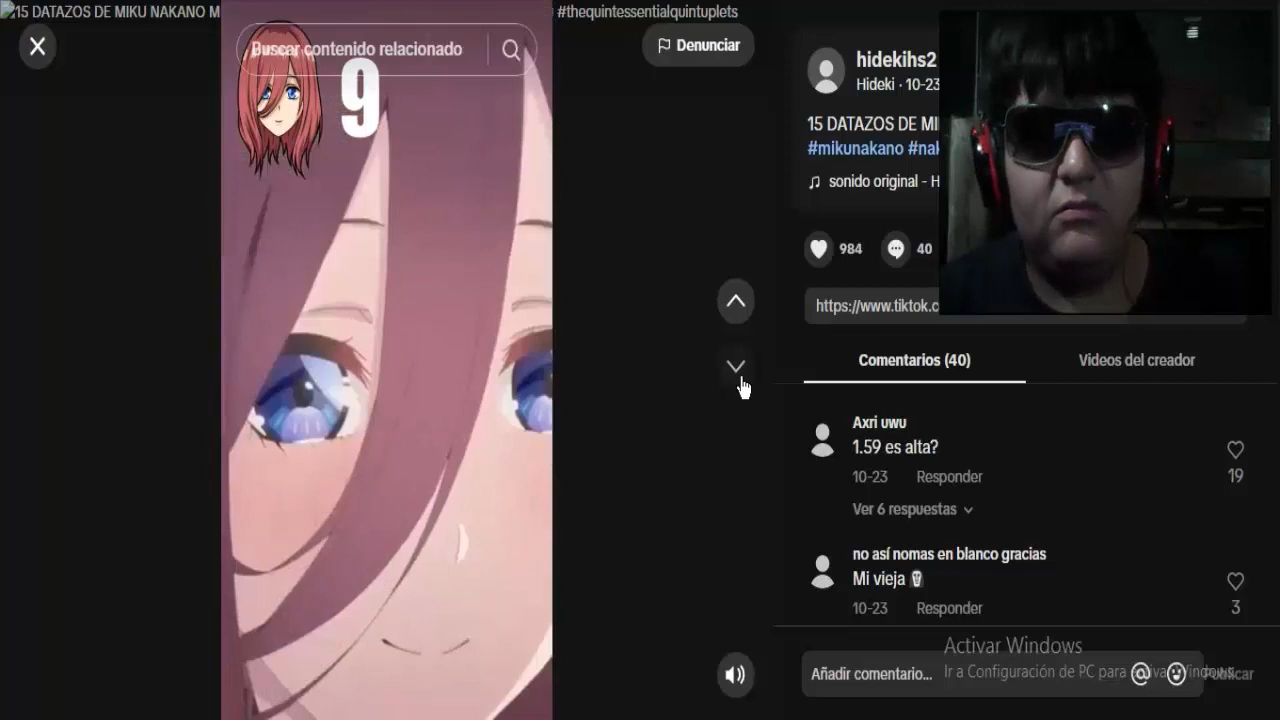 15 DATAZOS DE MIKU NAKANO M
#thequintessentialquintuplets
Buscar contenido relacionado
9
Denunciar
hidekihs2
Hideki · 10-23
15 DATAZOS DE MI
#mikunakano #nak
sonido original - H
984
40
https://www.tiktok.c
Comentarios (40)
Videos del creador
Axri uwu
1.59 es alta?
10-23 Responder
19
Ver 6 respuestas
no así nomas en blanco gracias
Mi vieja
10-23 Responder
3
Activar Windows
Ir a Configuración de PC para activar Windows.
Añadir comentario...
Publicar